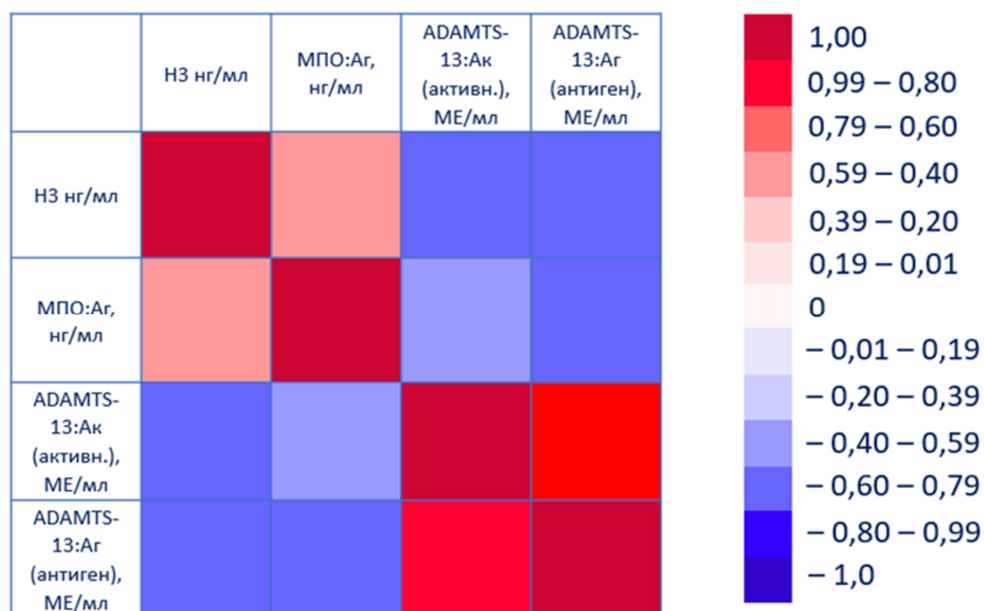 Н3 нг/мл
МПО:Аг,
нг/мл
ADAMTS-
13:Ак
(активн.),
МЕ/мл
ADAMTS-
13:Аг
(антиген),
МЕ/мл
Н3 нг/мл
МПО:Аг,
нг/мл
ADAMTS-
13:Ак
(активн.),
МЕ/мл
ADAMTS-
13:Аг
(антиген),
МЕ/мл
1,00
0,99 – 0,80
0,79 – 0,60
0,59 – 0,40
0,39 – 0,20
0,19 – 0,01
0
– 0,01 – 0,19
– 0,20 – 0,39
– 0,40 – 0,59
– 0,60 – 0,79
– 0,80 – 0,99
– 1,0